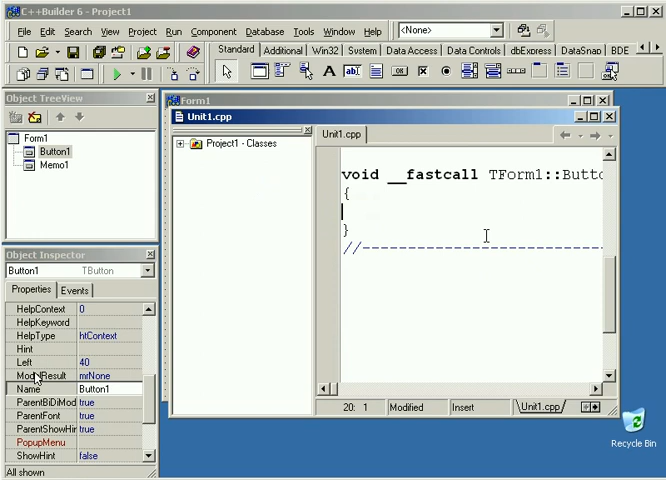 C++Builder 6 - Project1
File Edit Search View Project Run Component Database Tools Window Help
<None>
Standard Additional Win32 System Data Access Data Controls dbExpress DataSnap BDE
Object TreeView
Form1
Button1
Memo1
Form1
Unit1.cpp
Project1 - Classes
Unit1.cpp
void __fastcall TForm1::Butto
{
}
//----------------------------
20: 1 Modified Insert Unit1.cpp
Object Inspector
Button1 TButton
Properties Events
HelpContext 0
HelpKeyword
HelpType htContext
Hint
Left 40
ModalResult mrNone
Name Button1
ParentBiDiMod true
ParentFont true
ParentShowHin true
PopupMenu
ShowHint false
All shown
Recycle Bin